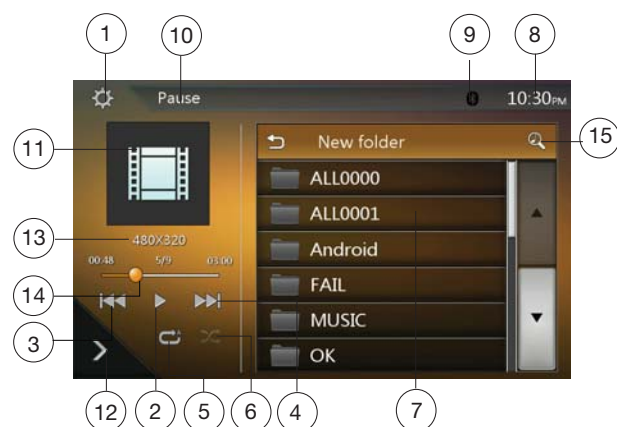 1 10 9 8
Pause 10:30PM
11 15
New folder
ALL0000
ALL0001
13
480X320
Android
00:48 5/9 03:00
FAIL
14
MUSIC
3
OK
12 2 5 6 4 7